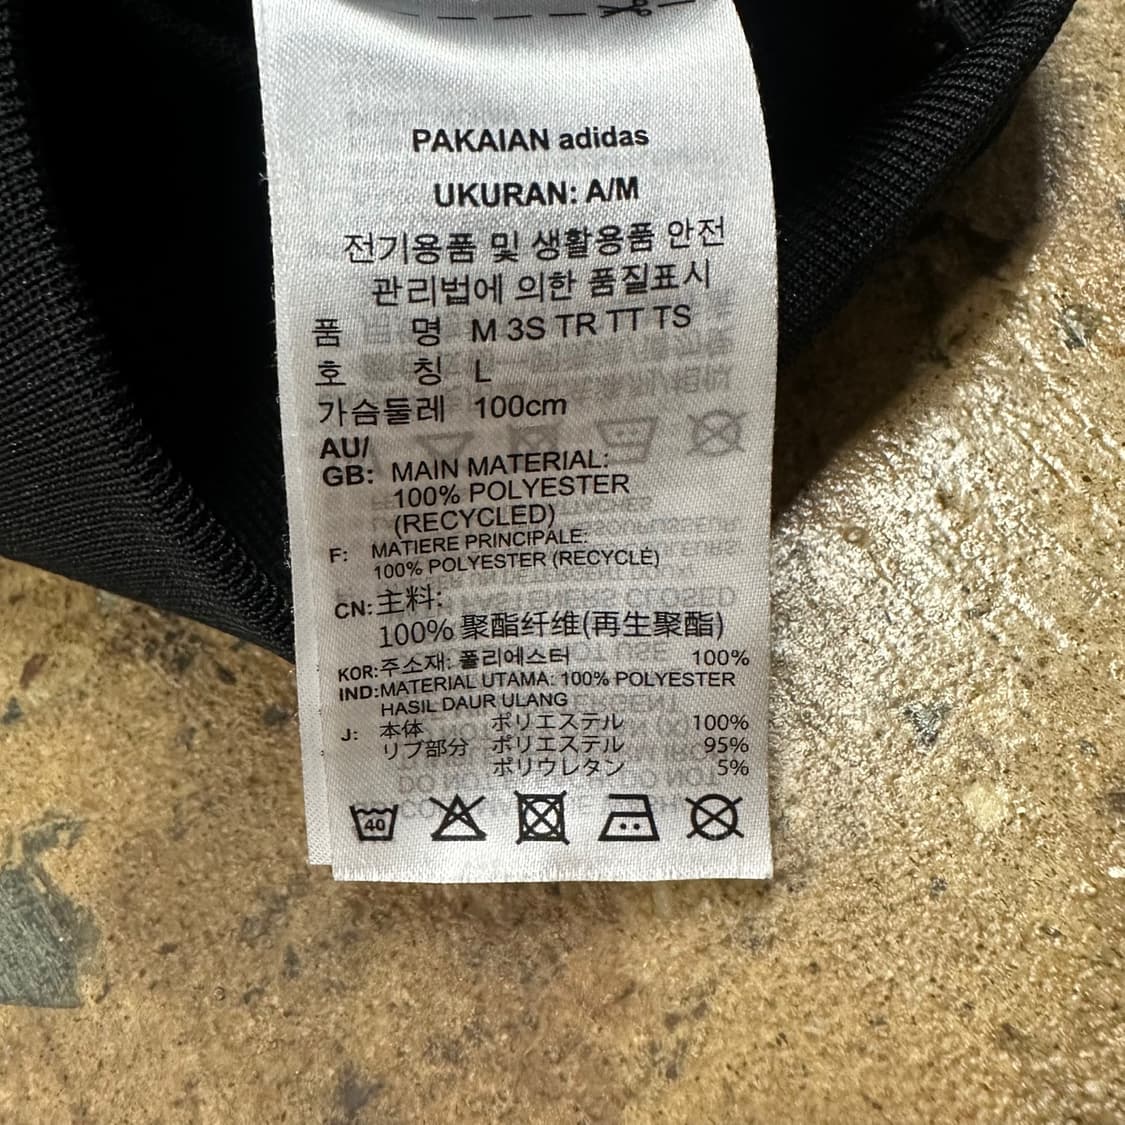 PAKAIAN adidas
UKURAN: A/M
전기용품 및 생활용품 안전
관리법에 의한 품질표시
품 명 M 3S TR TT TS
호 칭 L
가슴둘레 100cm
AU/
GB: MAIN MATERIAL:
100% POLYESTER
(RECYCLED)
F: MATIERE PRINCIPALE:
100% POLYESTER (RECYCLÉ)
CN: 主料:
100% 聚酯纤维(再生聚酯)
KOR: 주소재: 폴리에스터 100%
IND: MATERIAL UTAMA: 100% POLYESTER
HASIL DAUR ULANG
J: 本体 ポリエステル 100%
リブ部分 ポリエステル 95%
ポリウレタン 5%
40